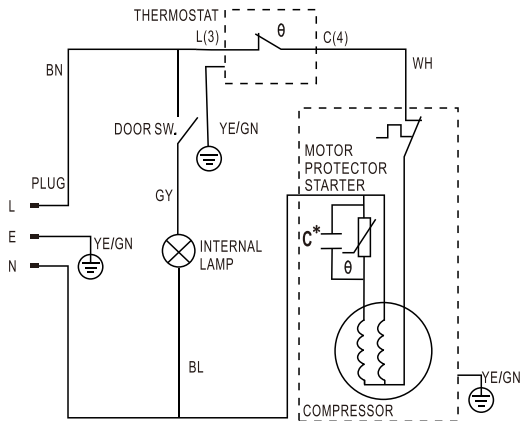 THERMOSTAT
θ
L(3)
C(4)
BN
WH
DOOR SW.
YE/GN
MOTOR
PROTECTOR
STARTER
PLUG
GY
L
E
YE/GN
C*
INTERNAL
LAMP
N
θ
BL
YE/GN
COMPRESSOR